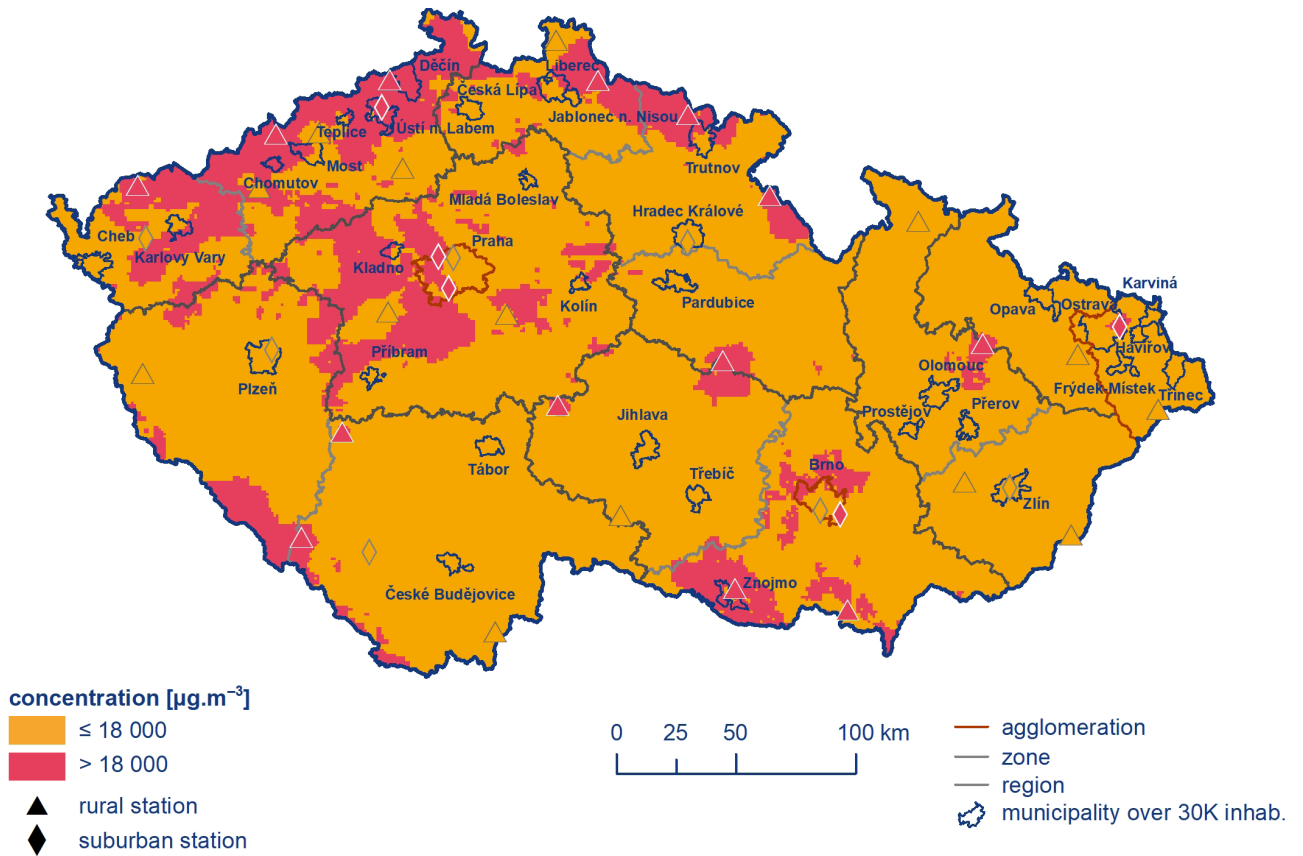 Děčín
Liberec
Česká Lípa
Jablonec n. Nisou
Teplice
Ústí n. Labem
Most
Trutnov
Chomutov
Mladá Boleslav
Hradec Králové
Cheb
Praha
Karlovy Vary
Kladno
Karviná
Kolín
Pardubice
Opava
Ostrava
Havířov
Příbram
Olomouc
Plzeň
Frýdek-Místek
Třinec
Jihlava
Prostějov
Přerov
Tábor
Třebíč
Brno
Zlín
Znojmo
České Budějovice
concentration [µg.m⁻³]
≤ 18 000
> 18 000
rural station
suburban station
0 25 50 100 km
agglomeration
zone
region
municipality over 30K inhab.